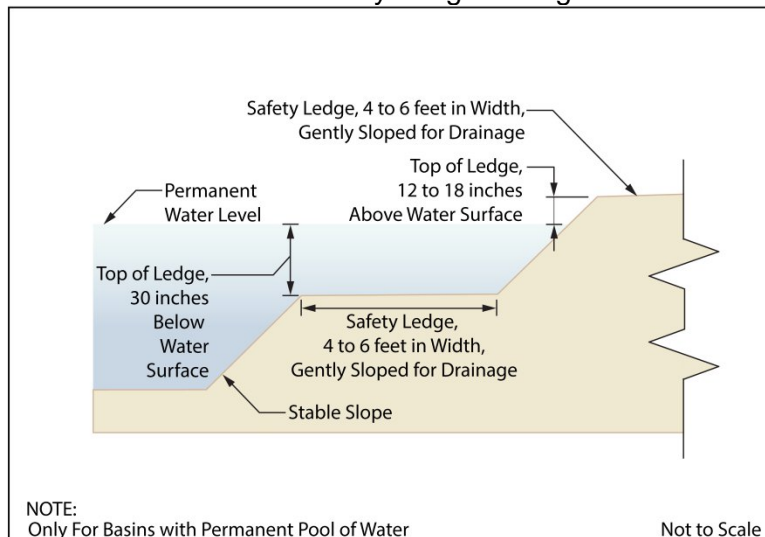 Safety Ledge, 4 to 6 feet in Width,
Gently Sloped for Drainage
Top of Ledge,
12 to 18 inches
Above Water Surface
Permanent
Water Level
Top of Ledge,
30 inches
Below
Water
Surface
Safety Ledge,
4 to 6 feet in Width,
Gently Sloped for Drainage
Stable Slope
NOTE:
Only For Basins with Permanent Pool of Water
Not to Scale